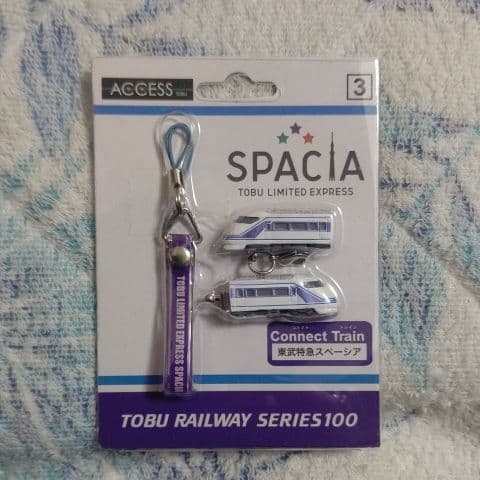 ACCESS
3
SPACIA
TOBU LIMITED EXPRESS
TOBU LIMITED EXPRESS SPACIA
Connect Train
東武特急スペーシア
TOBU RAILWAY SERIES100